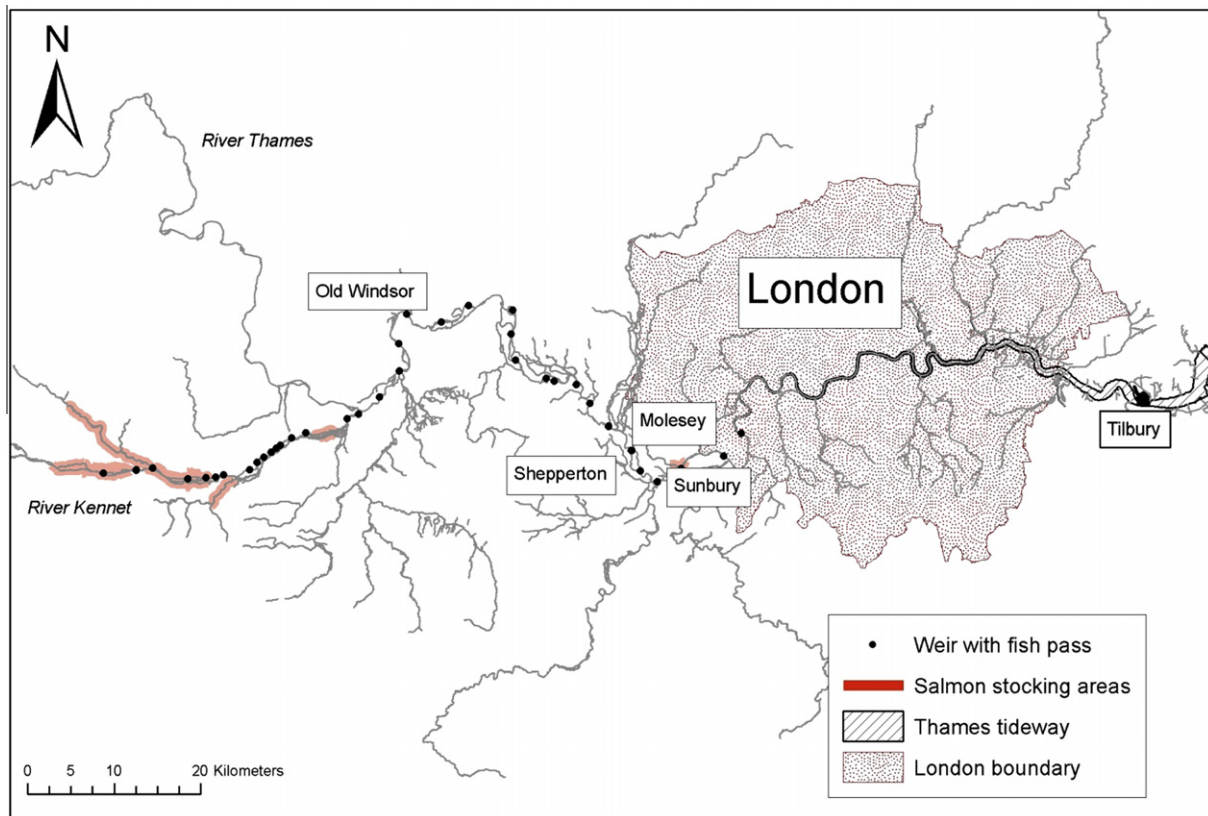 N
River Thames
Old Windsor
London
Molesey
Tilbury
Shepperton
Sunbury
River Kennet
Weir with fish pass
Salmon stocking areas
Thames tideway
London boundary
0 5 10 20 Kilometers